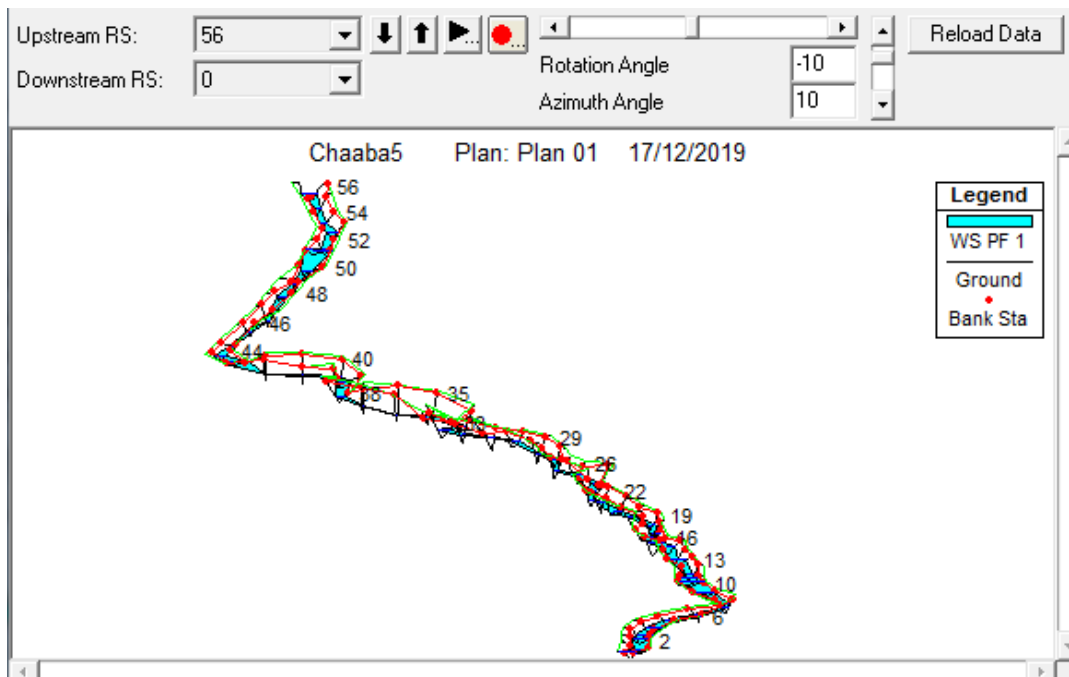 Upstream RS: 56
Downstream RS: 0
Rotation Angle -10
Azimuth Angle 10
Reload Data
Chaaba5 Plan: Plan 01 17/12/2019
Legend
WS PF 1
Ground
Bank Sta
56
54
52
50
48
46
44
40
35
29
26
22
19
16
13
10
6
2